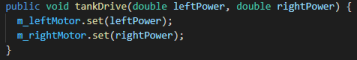 public void tankDrive(double leftPower, double rightPower) {
  m_leftMotor.set(leftPower);
  m_rightMotor.set(rightPower);
}